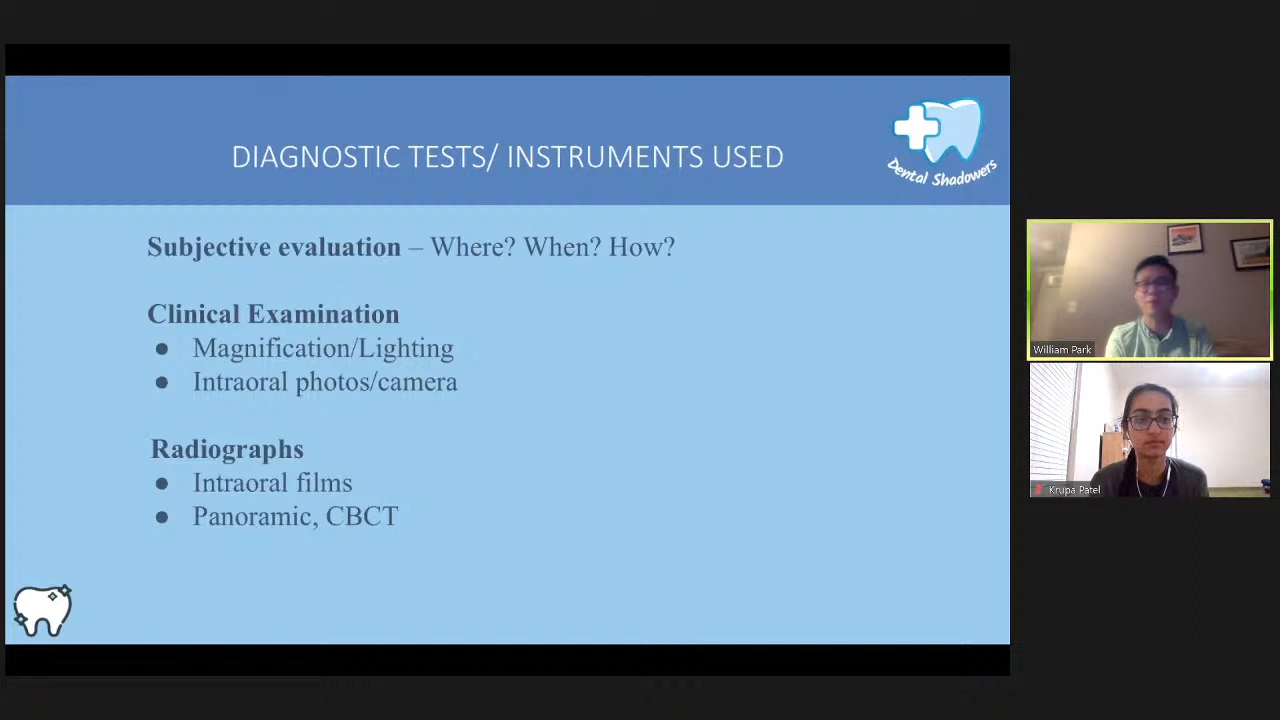 DIAGNOSTIC TESTS/ INSTRUMENTS USED
Dental Shadowers
Subjective evaluation – Where? When? How?
Clinical Examination
● Magnification/Lighting
● Intraoral photos/camera
Radiographs
● Intraoral films
● Panoramic, CBCT
William Park
Krupa Patel